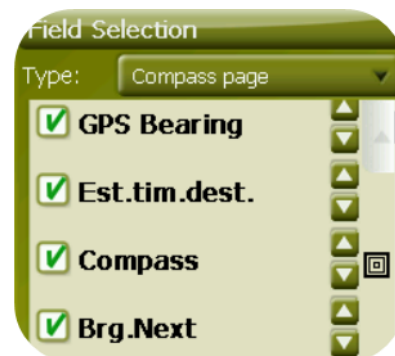 Field Selection
Type: Compass page
GPS Bearing
Est.tim.dest.
Compass
Brg.Next